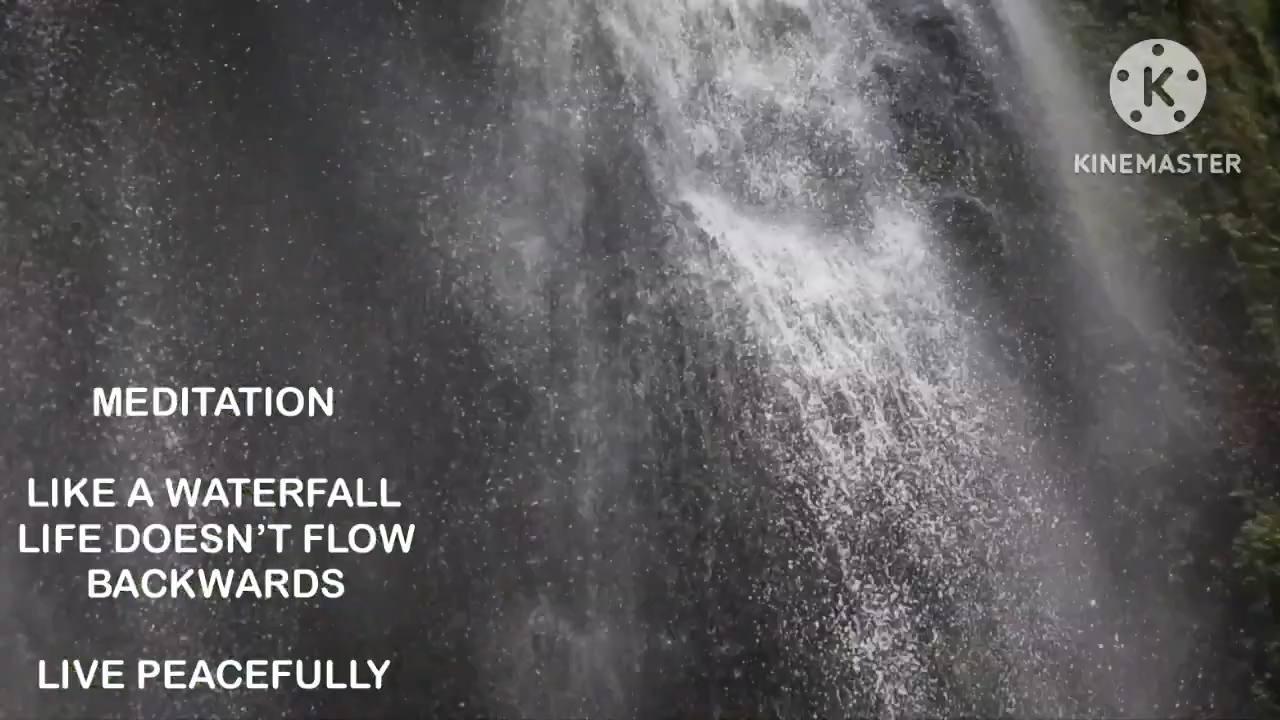 K
KINEMASTER
MEDITATION
LIKE A WATERFALL
LIFE DOESN’T FLOW
BACKWARDS
LIVE PEACEFULLY